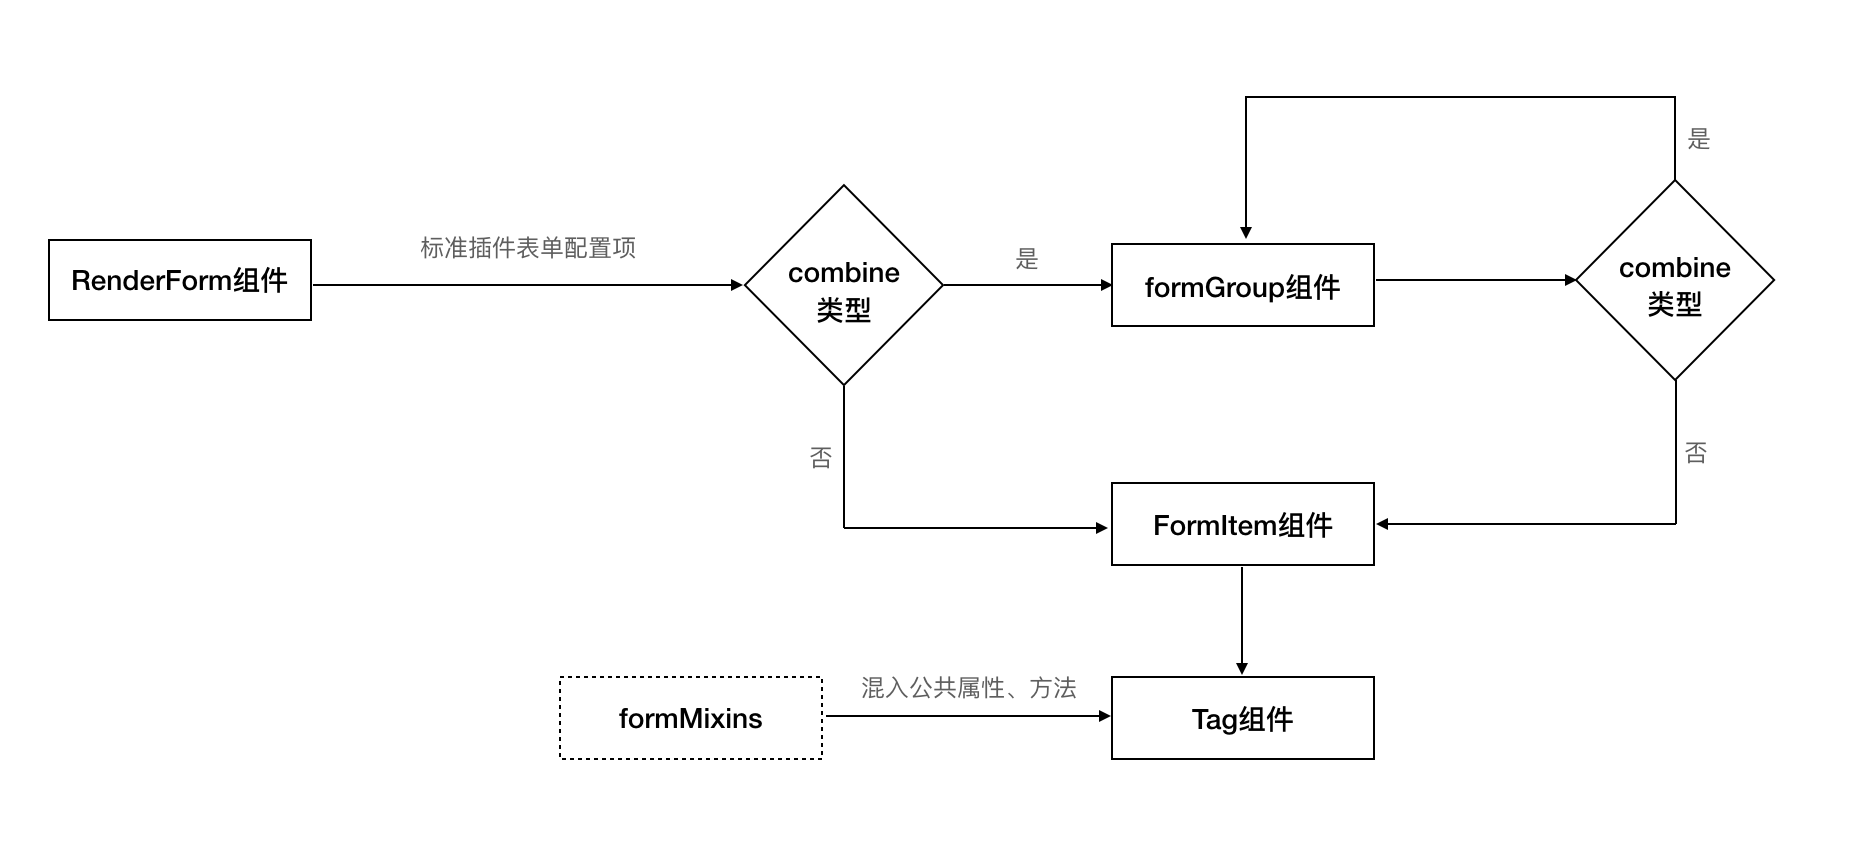 是
标准插件表单配置项
是
RenderForm组件
combine
类型
formGroup组件
combine
类型
否
否
FormItem组件
混入公共属性、方法
formMixins
Tag组件